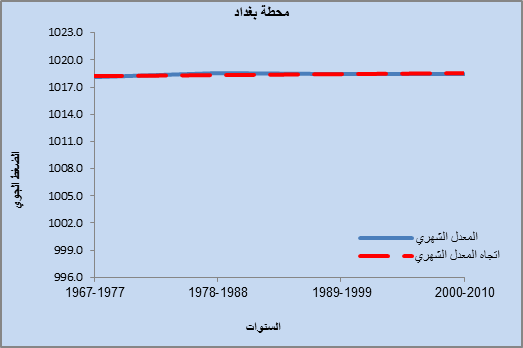 محطة بغداد
1023.0
1020.0
1017.0
1014.0
1011.0
1008.0
1005.0
1002.0
999.0
996.0
الضغط الجوي
المعدل الشهري
اتجاه المعدل الشهري
1967-1977
1978-1988
1989-1999
2000-2010
السنوات